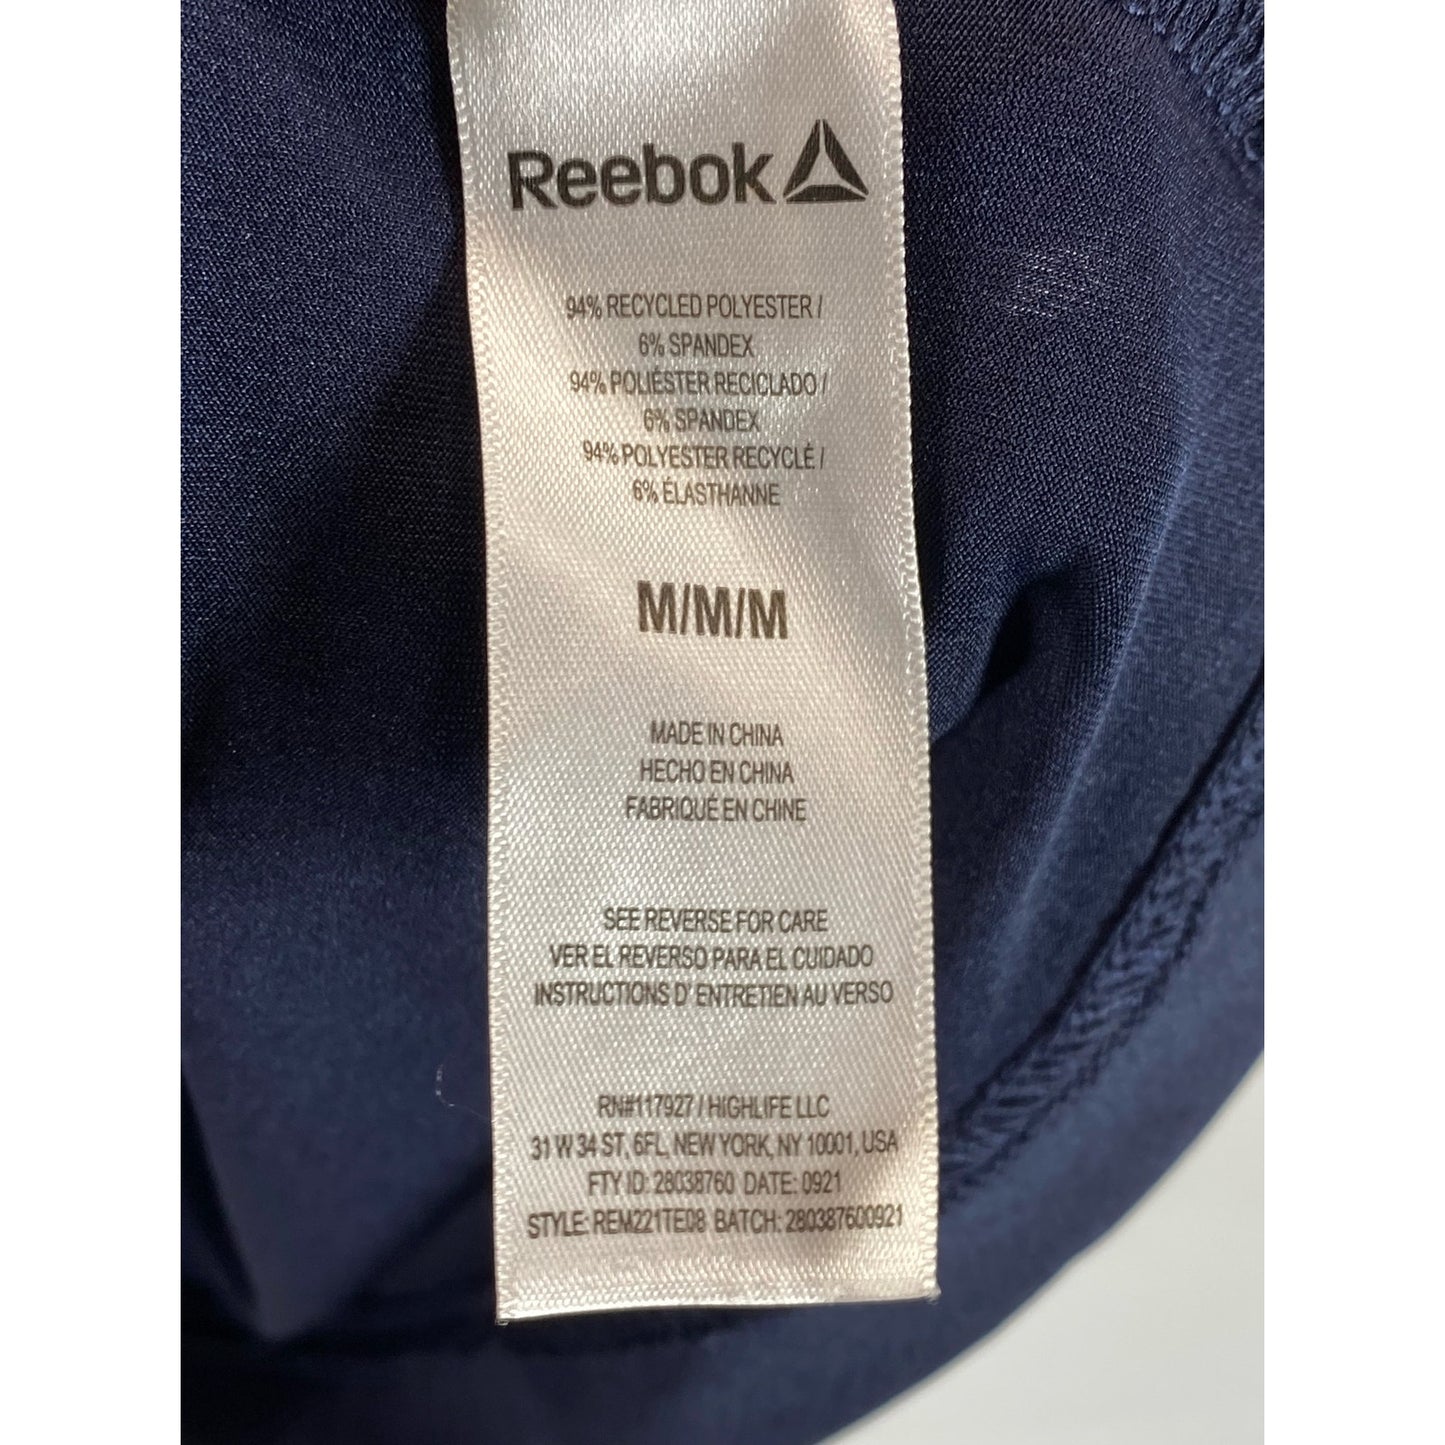 Reebok
94% RECYCLED POLYESTER /
6% SPANDEX
94% POLIÉSTER RECICLADO /
6% SPANDEX
94% POLYESTER RECYCLÉ /
6% ÉLASTHANNE
M/M/M
MADE IN CHINA
HECHO EN CHINA
FABRIQUÉ EN CHINE
SEE REVERSE FOR CARE
VER EL REVERSO PARA EL CUIDADO
INSTRUCTIONS D' ENTRETIEN AU VERSO
RN#117927 / HIGHLIFE LLC
31 W 34 ST, 6FL, NEW YORK, NY 10001, USA
FTY ID: 28038760 DATE: 0921
STYLE: REM221TE08 BATCH: 280387600921